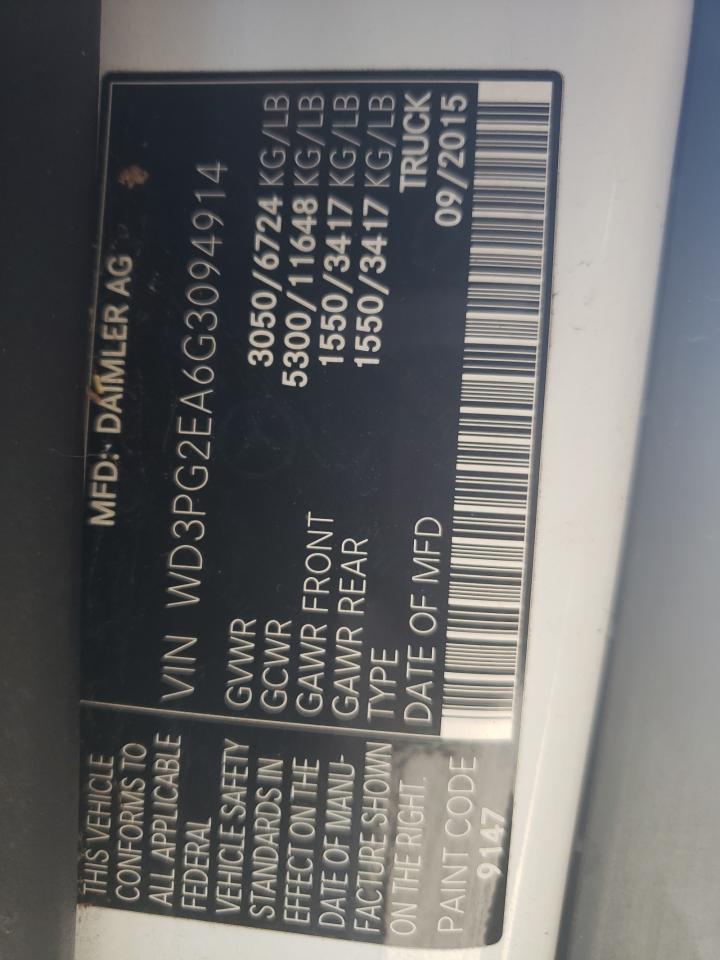 THIS VEHICLE
CONFORMS TO
ALL APPLICABLE
FEDERAL
VEHICLE SAFETY
STANDARDS IN
EFFECT ON THE
DATE OF MANU-
FACTURE SHOWN
ON THE RIGHT.
PAINT CODE
9147
MFD: DAIMLER AG
VIN WD3PG2EA6G3094914
GVWR 3050/6724 KG/LB
GCWR 5300/11648 KG/LB
GAWR FRONT 1550/3417 KG/LB
GAWR REAR 1550/3417 KG/LB
TYPE TRUCK
DATE OF MFD 09/2015